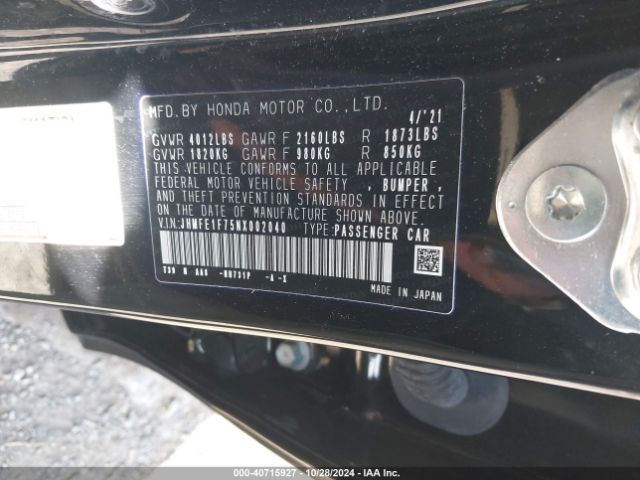 MFD.BY HONDA MOTOR CO.,LTD.
4/'21
GVWR 4012LBS GAWR F 2160LBS R 1873LBS
GVWR 1820KG GAWR F 980KG R 850KG
THIS VEHICLE CONFORMS TO ALL APPLICABLE
FEDERAL MOTOR VEHICLE SAFETY , BUMPER ,
AND THEFT PREVENTION STANDARDS IN EFFECT
ON THE DATE OF MANUFACTURE SHOWN ABOVE.
VIN:JHMFE1F75NX002040 TYPE:PASSENGER CAR
-A-X
MADE IN JAPAN
000-40715927 - 10/28/2024 - IAA Inc.